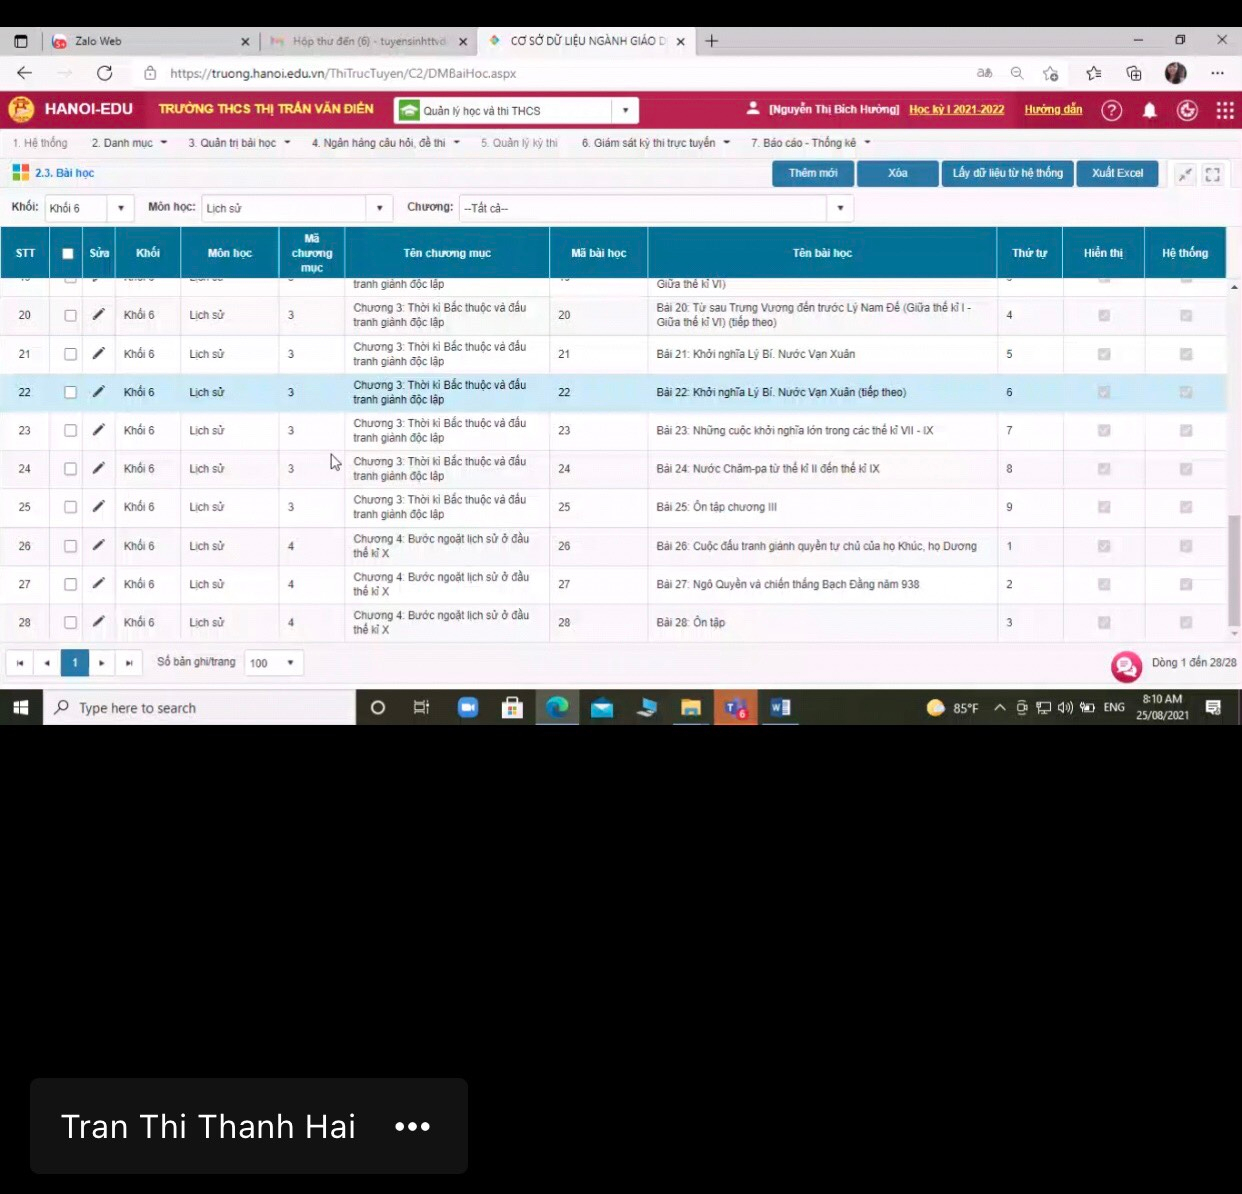 Zalo Web
Hộp thư đến (6) - tuyensinhttvd
CƠ SỞ DỮ LIỆU NGÀNH GIÁO D
https://truong.hanoi.edu.vn/ThiTrucTuyen/C2/DMBaiHoc.aspx
HANOI-EDU TRƯỜNG THCS THỊ TRẤN VĂN ĐIỂN Quản lý học và thi THCS [Nguyễn Thị Bích Hường] Học kỳ I 2021-2022 Hướng dẫn
1. Hệ thống 2. Danh mục 3. Quản trị bài học 4. Ngân hàng câu hỏi, đề thi 5. Quản lý kỳ thi 6. Giám sát kỳ thi trực tuyến 7. Báo cáo - Thống kê
2.3. Bài học Thêm mới Xóa Lấy dữ liệu từ hệ thống Xuất Excel
Khối: Khối 6 Môn học: Lịch sử Chương: --Tất cả--
STT Sửa Khối Môn học Mã chương mục Tên chương mục Mã bài học Tên bài học Thứ tự Hiển thị Hệ thống
tranh giành độc lập Giữa thế kỉ VI)
20 Khối 6 Lịch sử 3 Chương 3: Thời kì Bắc thuộc và đấu tranh giành độc lập 20 Bài 20: Từ sau Trưng Vương đến trước Lý Nam Đế (Giữa thế kỉ I - Giữa thế kỉ VI) (tiếp theo) 4
21 Khối 6 Lịch sử 3 Chương 3: Thời kì Bắc thuộc và đấu tranh giành độc lập 21 Bài 21: Khởi nghĩa Lý Bí. Nước Vạn Xuân 5
22 Khối 6 Lịch sử 3 Chương 3: Thời kì Bắc thuộc và đấu tranh giành độc lập 22 Bài 22: Khởi nghĩa Lý Bí. Nước Vạn Xuân (tiếp theo) 6
23 Khối 6 Lịch sử 3 Chương 3: Thời kì Bắc thuộc và đấu tranh giành độc lập 23 Bài 23: Những cuộc khởi nghĩa lớn trong các thế kỉ VII - IX 7
24 Khối 6 Lịch sử 3 Chương 3: Thời kì Bắc thuộc và đấu tranh giành độc lập 24 Bài 24: Nước Chăm-pa từ thế kỉ II đến thế kỉ IX 8
25 Khối 6 Lịch sử 3 Chương 3: Thời kì Bắc thuộc và đấu tranh giành độc lập 25 Bài 25: Ôn tập chương III 9
26 Khối 6 Lịch sử 4 Chương 4: Bước ngoặt lịch sử ở đầu thế kỉ X 26 Bài 26: Cuộc đấu tranh giành quyền tự chủ của họ Khúc, họ Dương 1
27 Khối 6 Lịch sử 4 Chương 4: Bước ngoặt lịch sử ở đầu thế kỉ X 27 Bài 27: Ngô Quyền và chiến thắng Bạch Đằng năm 938 2
28 Khối 6 Lịch sử 4 Chương 4: Bước ngoặt lịch sử ở đầu thế kỉ X 28 Bài 28: Ôn tập 3
1 Số bản ghi/trang 100 Dòng 1 đến 28/28
Type here to search 85°F ENG 8:10 AM
25/08/2021
Tran Thi Thanh Hai